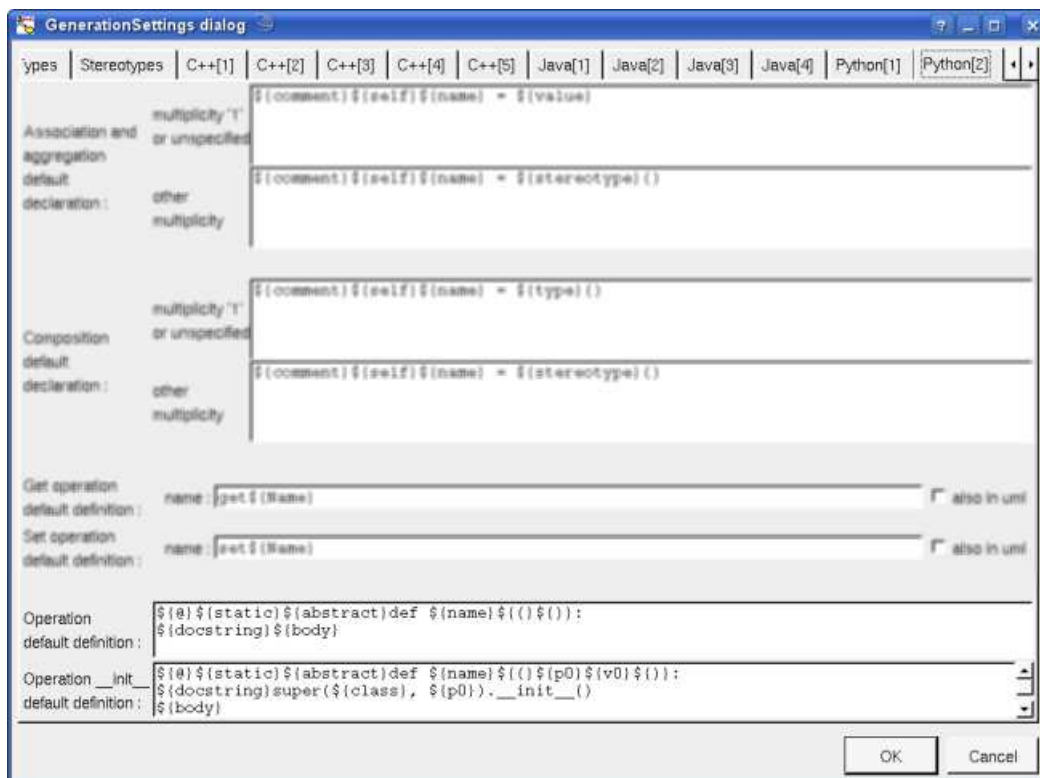 GenerationSettings dialog
ypes Stereotypes C++[1] C++[2] C++[3] C++[4] C++[5] Java[1] Java[2] Java[3] Java[4] Python[1] Python[2]
Association and aggregation default declaration :
multiplicity '1' or unspecified
${comment}${self}${name} = ${value}
other multiplicity
${comment}${self}${name} = ${stereotype}()
Composition default declaration :
multiplicity '1' or unspecified
${comment}${self}${name} = ${type}()
other multiplicity
${comment}${self}${name} = ${stereotype}()
Get operation default definition :
name : get${Name}
also in uml
Set operation default definition :
name : set${Name}
also in uml
Operation default definition :
${@}${static}${abstract}def ${name}${(}${)}:
${docstring}${body}
Operation __init__ default definition :
${@}${static}${abstract}def ${name}${(}${p0}${v0}${)}:
${docstring}super(${class}, ${p0}).__init__()
${body}
OK Cancel